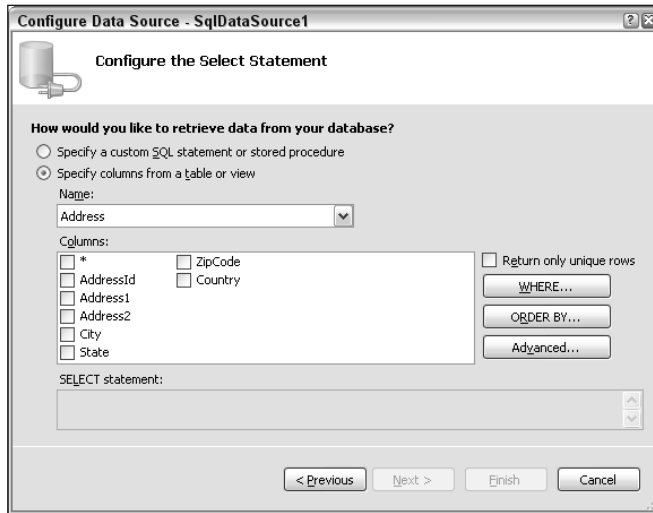 Configure Data Source - SqlDataSource1
Configure the Select Statement
How would you like to retrieve data from your database?
Specify a custom SQL statement or stored procedure
Specify columns from a table or view
Name:
Address
Columns:
* ZipCode
AddressId Country
Address1
Address2
City
State
Return only unique rows
WHERE...
ORDER BY...
Advanced...
SELECT statement:
< Previous Next > Finish Cancel